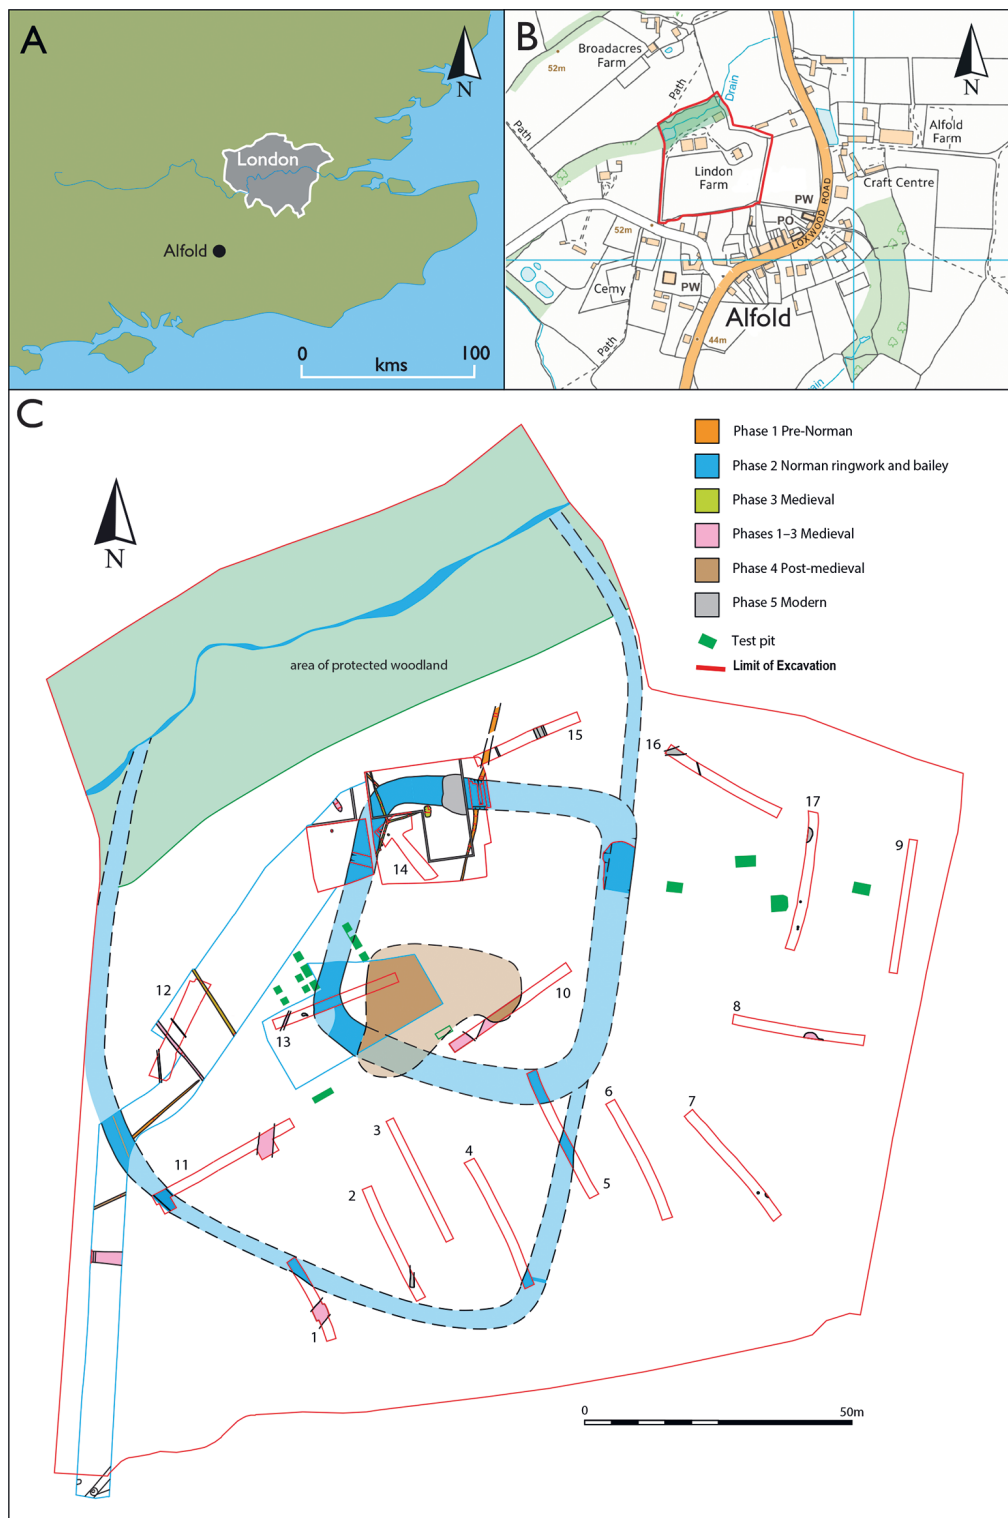 A
N
London
Alfold
0
100
kms
B
N
Broadacres
Farm
52m
Path
Drain
Path
Alfold
Farm
Lindon
Farm
Craft Centre
PW
PO
LOXWOOD ROAD
52m
Cemy
PW
Alfold
Path
44m
Drain
C
N
Phase 1 Pre-Norman
Phase 2 Norman ringwork and bailey
Phase 3 Medieval
Phases 1–3 Medieval
Phase 4 Post-medieval
Phase 5 Modern
Test pit
Limit of Excavation
area of protected woodland
15
16
17
9
14
12
10
13
8
6
7
3
11
4
2
5
1
0
50m